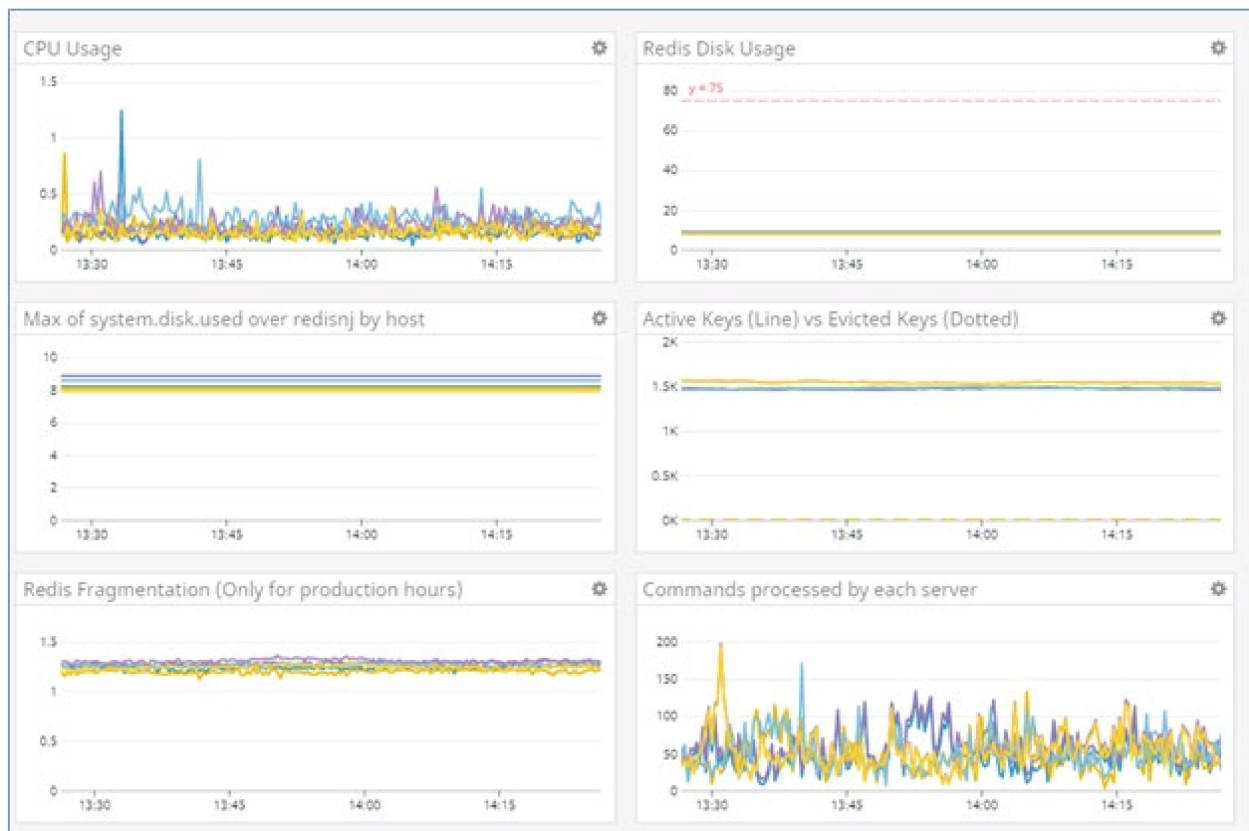 CPU Usage
1.5
1
0.5
0
13:30 13:45 14:00 14:15
Redis Disk Usage
80
y = 75
60
40
20
0
13:30 13:45 14:00 14:15
Max of system.disk.used over redisnj by host
10
8
6
4
2
0
13:30 13:45 14:00 14:15
Active Keys (Line) vs Evicted Keys (Dotted)
2K
1.5K
1K
0.5K
0K
13:30 13:45 14:00 14:15
Redis Fragmentation (Only for production hours)
1.5
1
0.5
0
13:30 13:45 14:00 14:15
Commands processed by each server
200
150
100
50
0
13:30 13:45 14:00 14:15